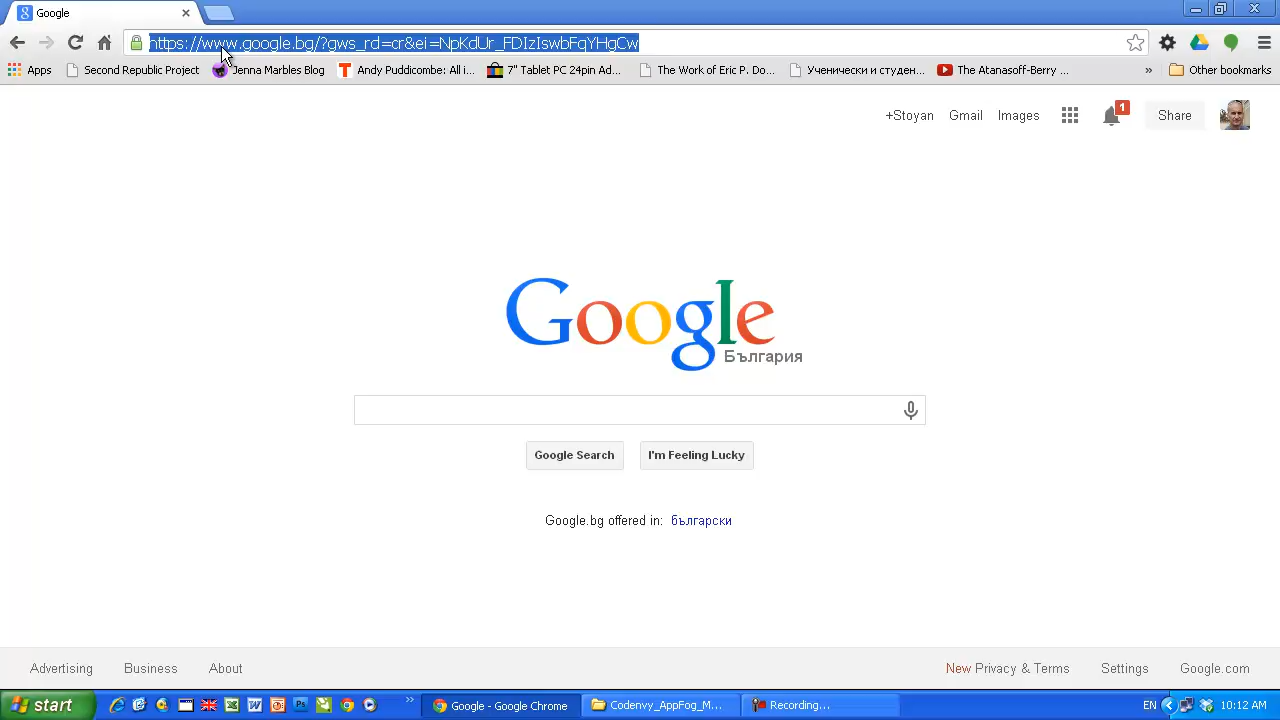 Google
https://www.google.bg/?gws_rd=cr&ei=NpKdUr_FDIzIswbFqYHgCw
Apps Second Republic Project Jenna Marbles Blog Andy Puddicombe: All i... 7" Tablet PC 24pin Ad... The Work of Eric P. Do... Ученически и студен... The Atanasoff-Berry ... » Other bookmarks
+Stoyan Gmail Images 1 Share
Google
България
Google Search I'm Feeling Lucky
Google.bg offered in: български
Advertising Business About New Privacy & Terms Settings Google.com
start » Google - Google Chrome Codenvy_AppFog_M... Recording... EN 10:12 AM